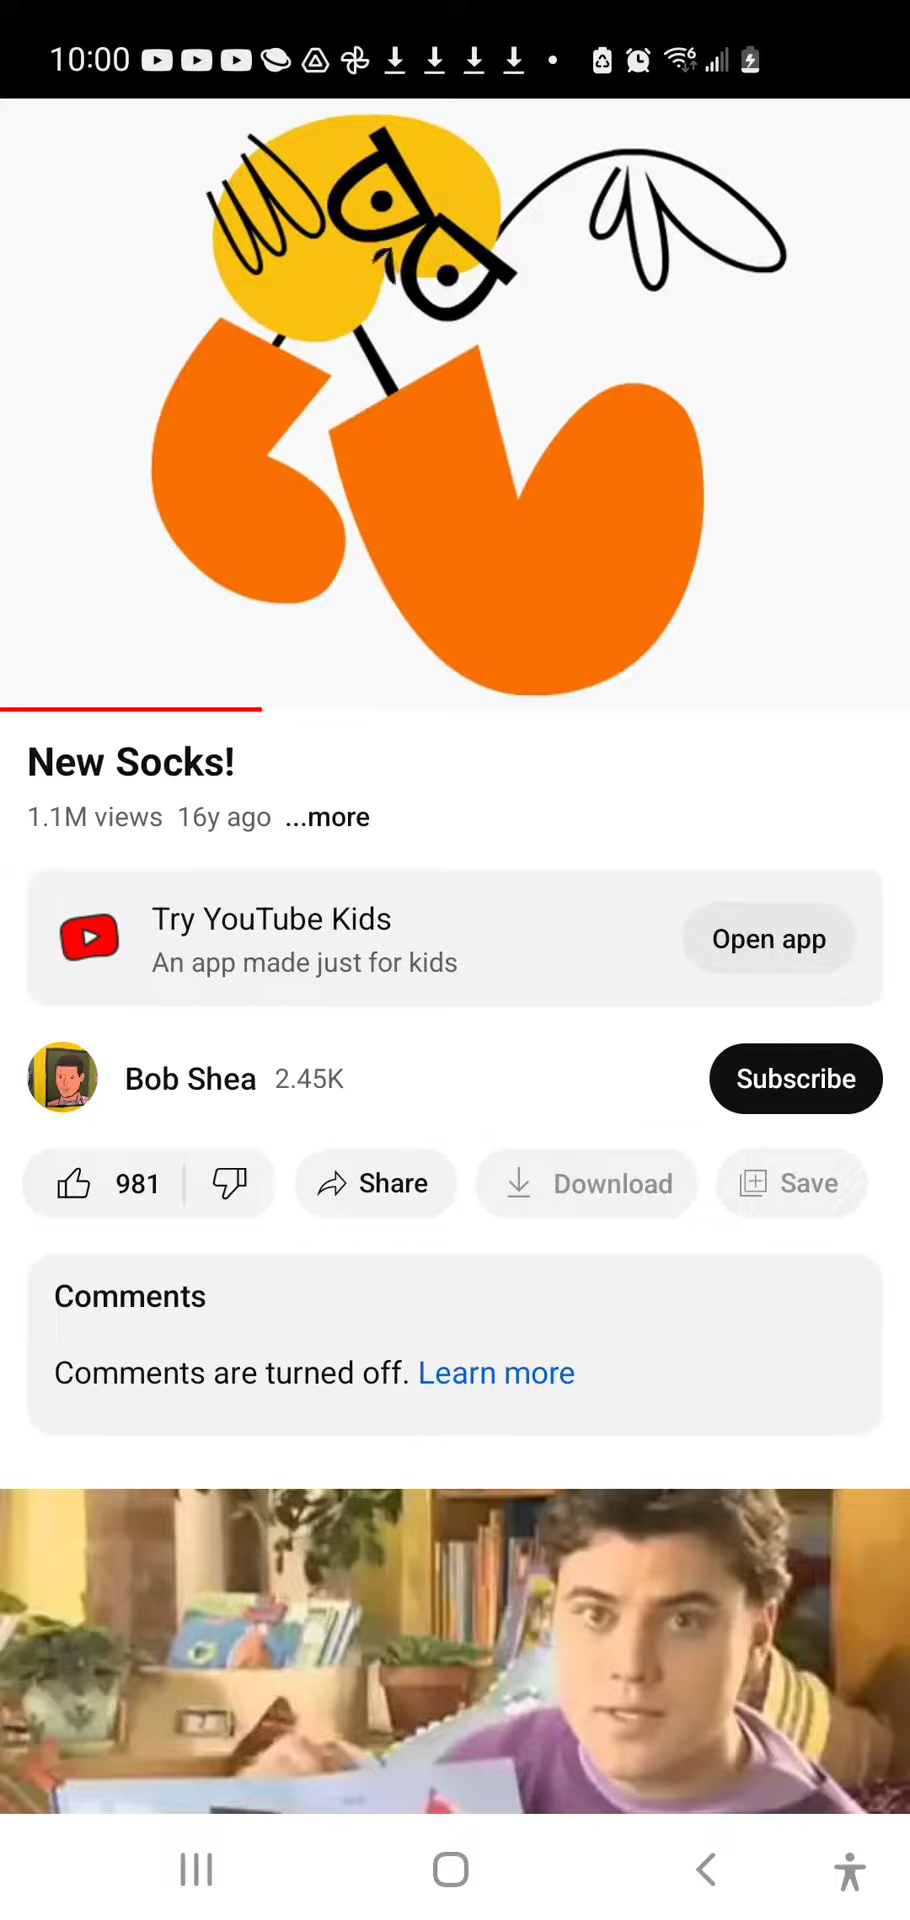 10:00
New Socks!
1.1M views 16y ago ...more
Try YouTube Kids
An app made just for kids
Open app
Bob Shea 2.45K
Subscribe
981
Share
Download
Save
Comments
Comments are turned off. Learn more